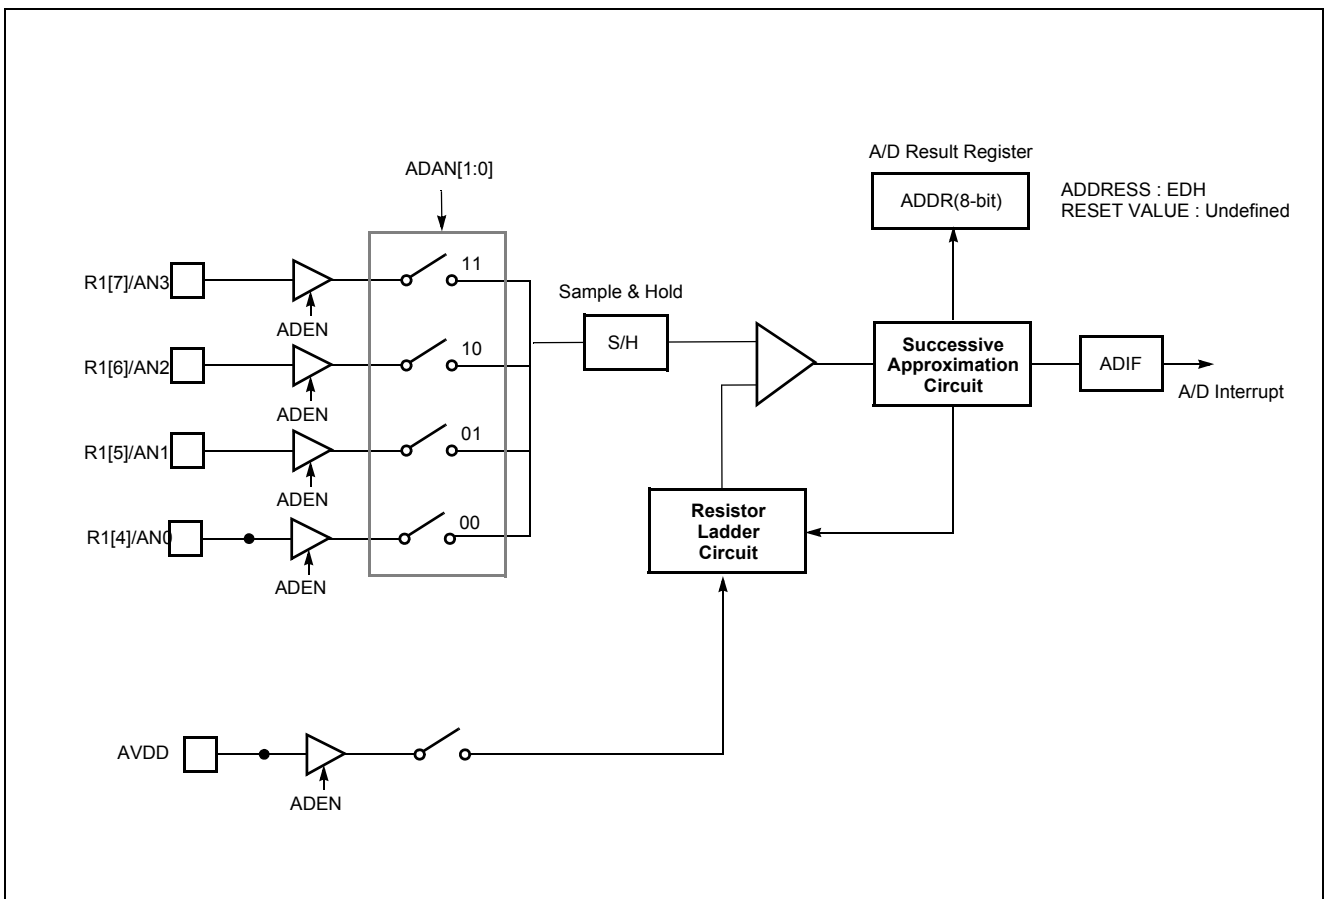 A/D Result Register
ADAN[1:0]
ADDR(8-bit)
ADDRESS : EDH
RESET VALUE : Undefined
R1[7]/AN3
11
ADEN
Sample & Hold
S/H
R1[6]/AN2
10
ADEN
Successive
Approximation
Circuit
ADIF
A/D Interrupt
R1[5]/AN1
01
ADEN
R1[4]/AN0
00
ADEN
Resistor
Ladder
Circuit
AVDD
ADEN